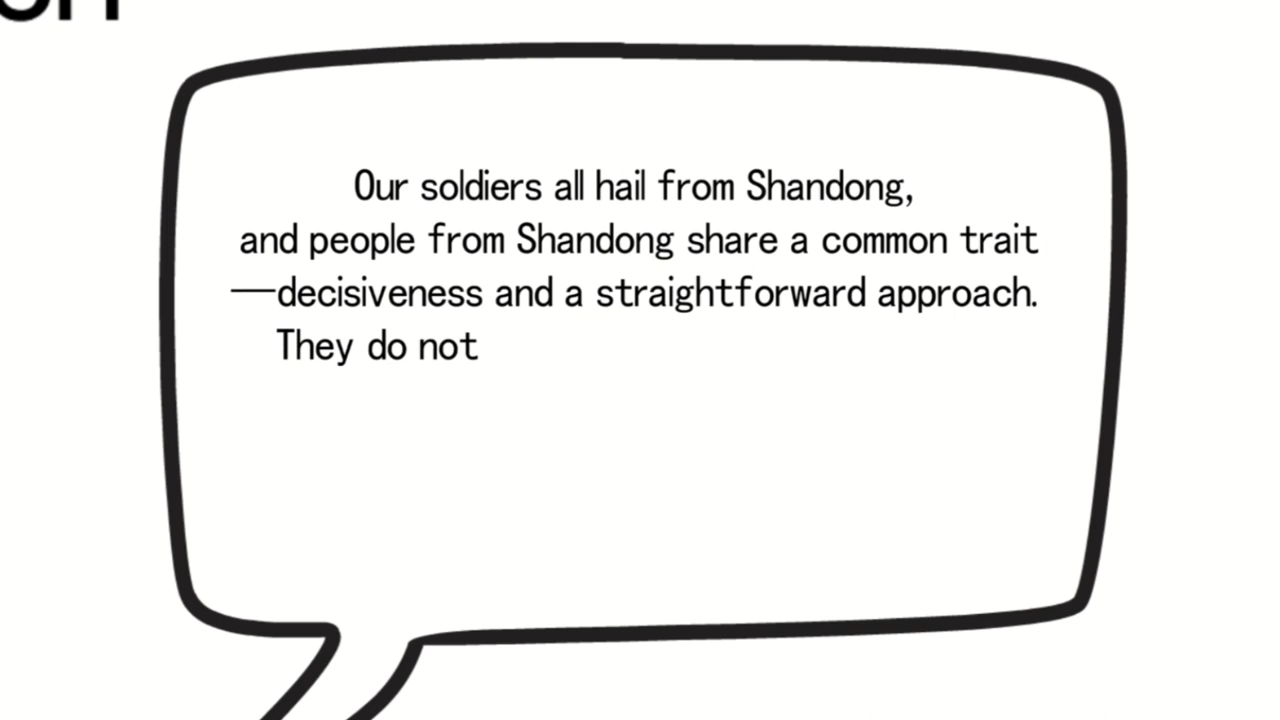 Our soldiers all hail from Shandong,
and people from Shandong share a common trait
—decisiveness and a straightforward approach.
They do not